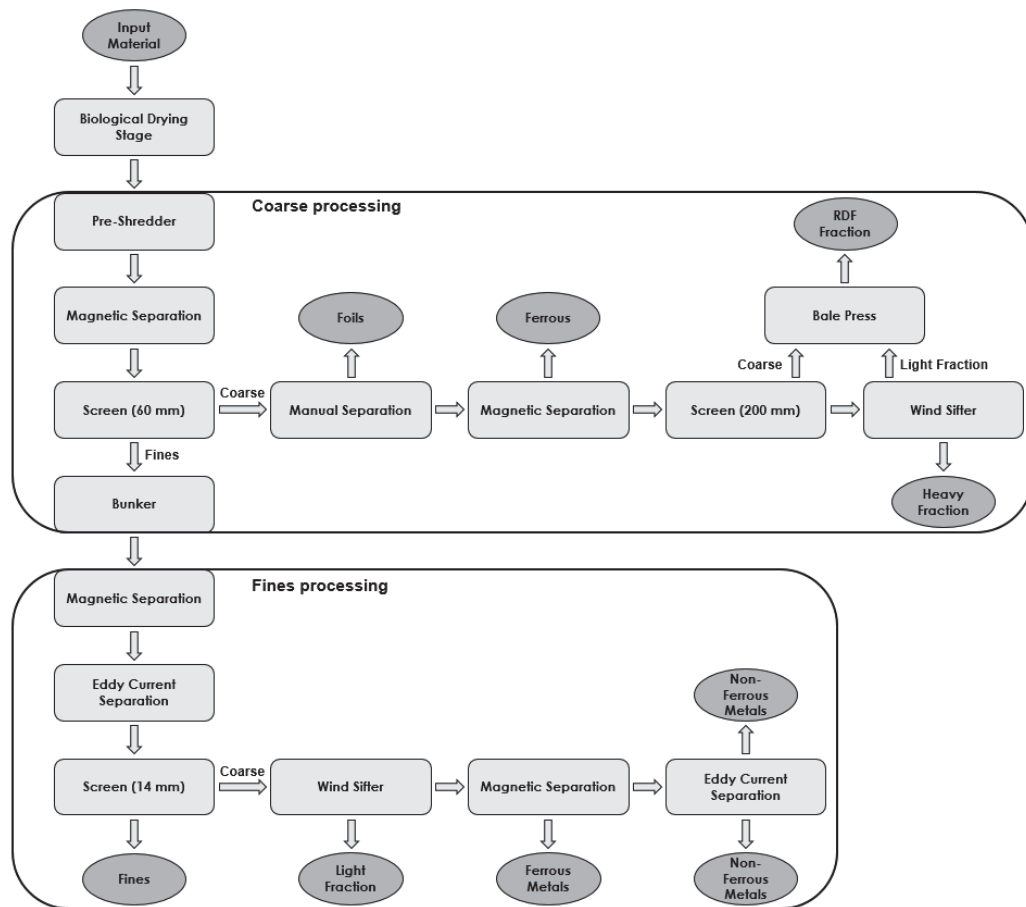 Input
Material
Biological Drying
Stage
Coarse processing
Pre-Shredder
RDF
Fraction
Magnetic Separation
Foils
Ferrous
Bale Press
Coarse
Coarse
Light Fraction
Screen (60 mm)
Manual Separation
Magnetic Separation
Screen (200 mm)
Wind Sifter
Fines
Bunker
Heavy
Fraction
Fines processing
Magnetic Separation
Eddy Current
Separation
Non-
Ferrous
Metals
Coarse
Screen (14 mm)
Wind Sifter
Magnetic Separation
Eddy Current
Separation
Fines
Light
Fraction
Ferrous
Metals
Non-
Ferrous
Metals